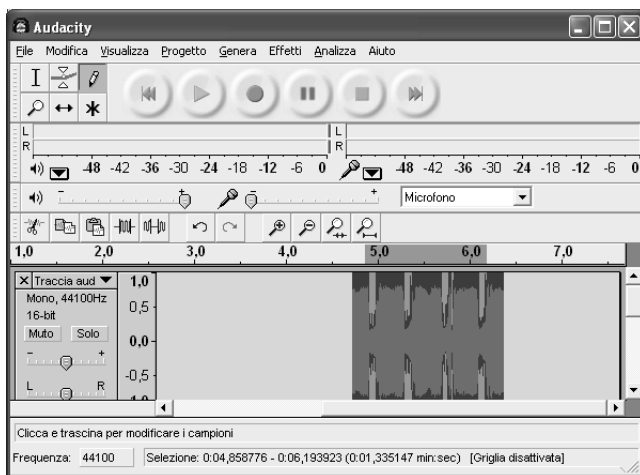 Audacity
File Modifica Visualizza Progetto Genera Effetti Analizza Aiuto
L
R
-48 -42 -36 -30 -24 -18 -12 -6 0
L
R
-48 -42 -36 -30 -24 -18 -12 -6 0
- +
- +
Microfono
1,0 2,0 3,0 4,0 5,0 6,0 7,0
Traccia aud
Mono, 44100Hz
16-bit
Muto Solo
- +
L R
1,0
0,5
0,0
-0,5
-1,0
Clicca e trascina per modificare i campioni
Frequenza: 44100 Selezione: 0:04,858776 - 0:06,193923 (0:01,335147 min:sec) [Griglia disattivata]